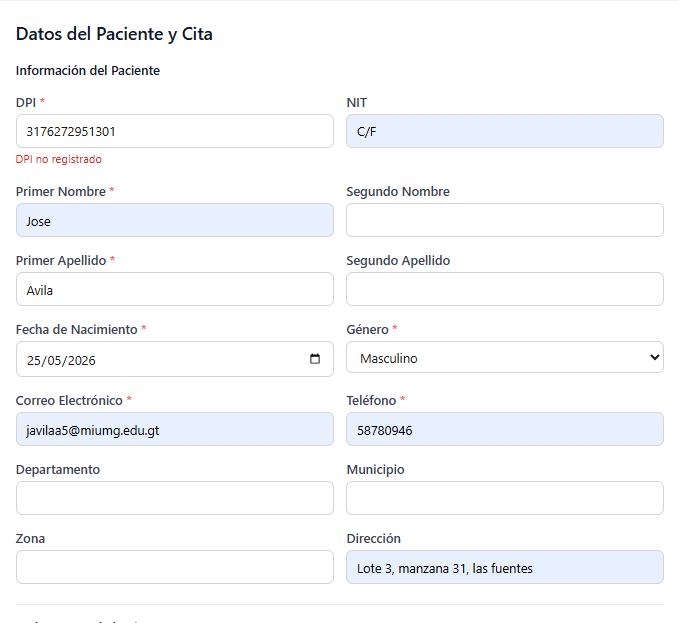 Datos del Paciente y Cita
Información del Paciente
DPI *
NIT
3176272951301
C/F
DPI no registrado
Primer Nombre *
Segundo Nombre
Jose
Primer Apellido *
Segundo Apellido
Avila
Fecha de Nacimiento *
Género *
25/05/2026
Masculino
Correo Electrónico *
Teléfono *
javilaa5@miumg.edu.gt
58780946
Departamento
Municipio
Zona
Dirección
Lote 3, manzana 31, las fuentes